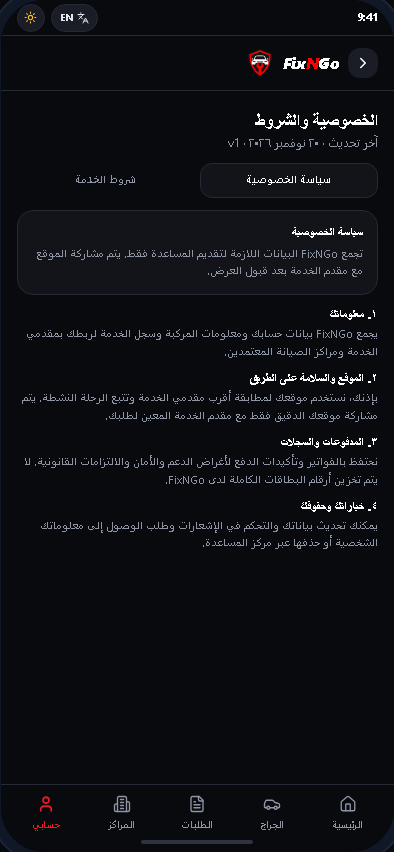 9:41
EN
FixNGo
الخصوصية والشروط
آخر تحديث · ٢٠ نوفمبر ٢٠٢٦ · v1
سياسة الخصوصية
شروط الخدمة
سياسة الخصوصية
تجمع FixNGo البيانات اللازمة لتقديم المساعدة فقط. يتم مشاركة الموقع
مع مقدم الخدمة بعد قبول العرض.
١. معلوماتك
يجمع FixNGo بيانات حسابك ومعلومات المركبة وسجل الخدمة لربطك بمقدمي
الخدمة ومراكز الصيانة المعتمدين.
٢. الموقع والسلامة على الطريق
بإذنك، نستخدم موقعك لمطابقة أقرب مقدمي الخدمة وتتبع الرحلة النشطة. يتم
مشاركة موقعك الدقيق فقط مع مقدم الخدمة المعين لطلبك.
٣. المدفوعات والسجلات
نحتفظ بالفواتير وتأكيدات الدفع لأغراض الدعم والأمان والالتزامات القانونية. لا
يتم تخزين أرقام البطاقات الكاملة لدى FixNGo.
٤. خياراتك وحقوقك
يمكنك تحديث بياناتك والتحكم في الإشعارات وطلب الوصول إلى معلوماتك
الشخصية أو حذفها عبر مركز المساعدة.
الرئيسية
الجراج
الطلبات
المراكز
حسابي